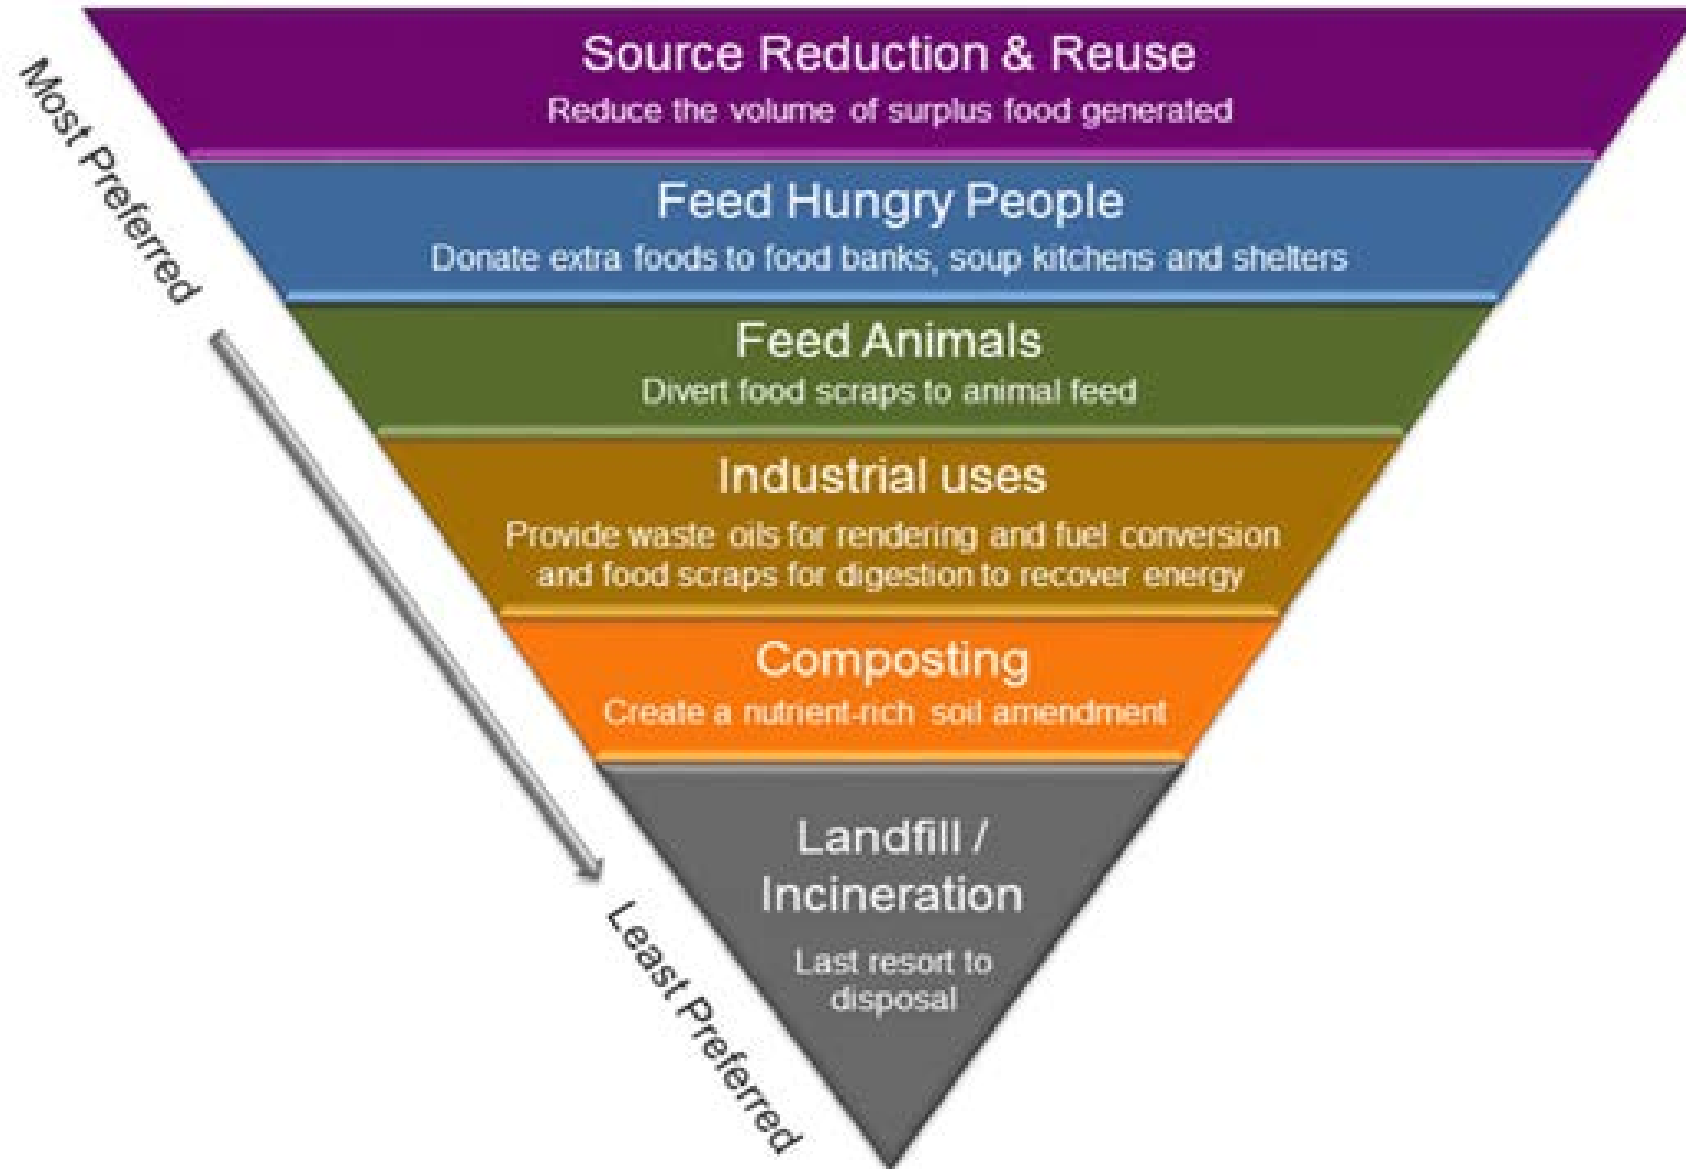 Most Preferred
Source Reduction & Reuse
Reduce the volume of surplus food generated
Feed Hungry People
Donate extra foods to food banks, soup kitchens and shelters
Feed Animals
Divert food scraps to animal feed
Industrial uses
Provide waste oils for rendering and fuel conversion
and food scraps for digestion to recover energy
Composting
Create a nutrient-rich soil amendment
Landfill /
Incineration
Last resort to
disposal
Least Preferred